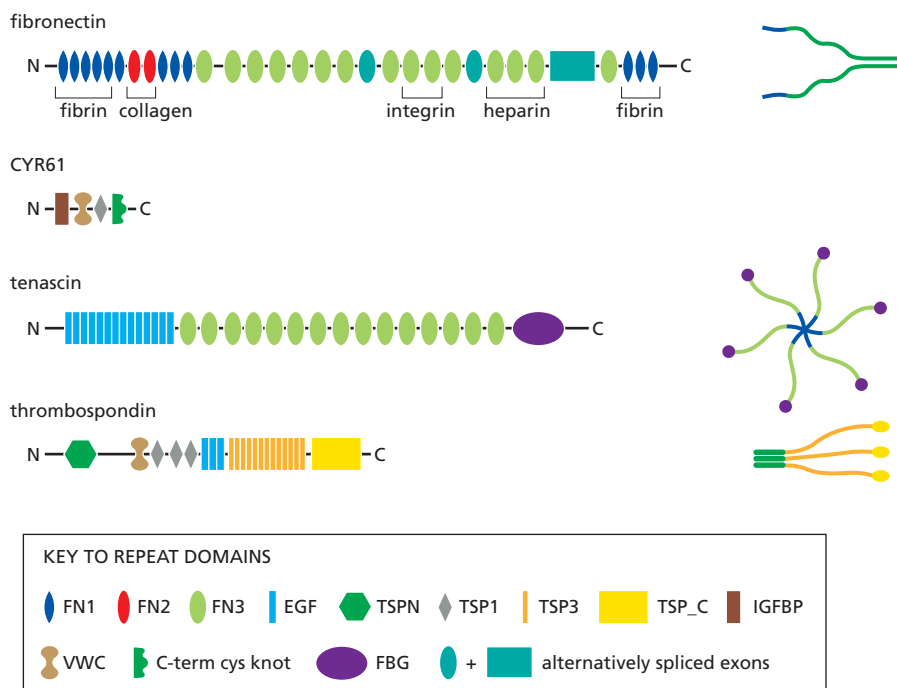 fibronectin
N C
fibrin collagen integrin heparin fibrin
CYR61
N C
tenascin
N C
thrombospondin
N C
KEY TO REPEAT DOMAINS
FN1 FN2 FN3 EGF TSPN TSP1 TSP3 TSP_C IGFBP
VWC C-term cys knot FBG + alternatively spliced exons